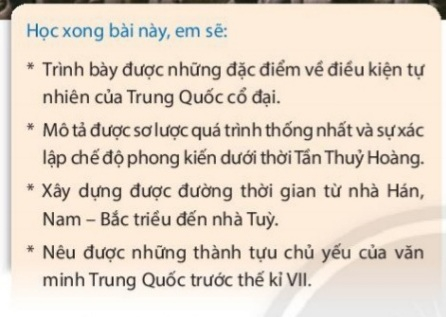 Học xong bài này, em sẽ:
* Trình bày được những đặc điểm về điều kiện tự
nhiên của Trung Quốc cổ đại.
* Mô tả được sơ lược quá trình thống nhất và sự xác
lập chế độ phong kiến dưới thời Tần Thuỷ Hoàng.
* Xây dựng được đường thời gian từ nhà Hán,
Nam – Bắc triều đến nhà Tuỳ.
* Nêu được những thành tựu chủ yếu của văn
minh Trung Quốc trước thế kỉ VII.